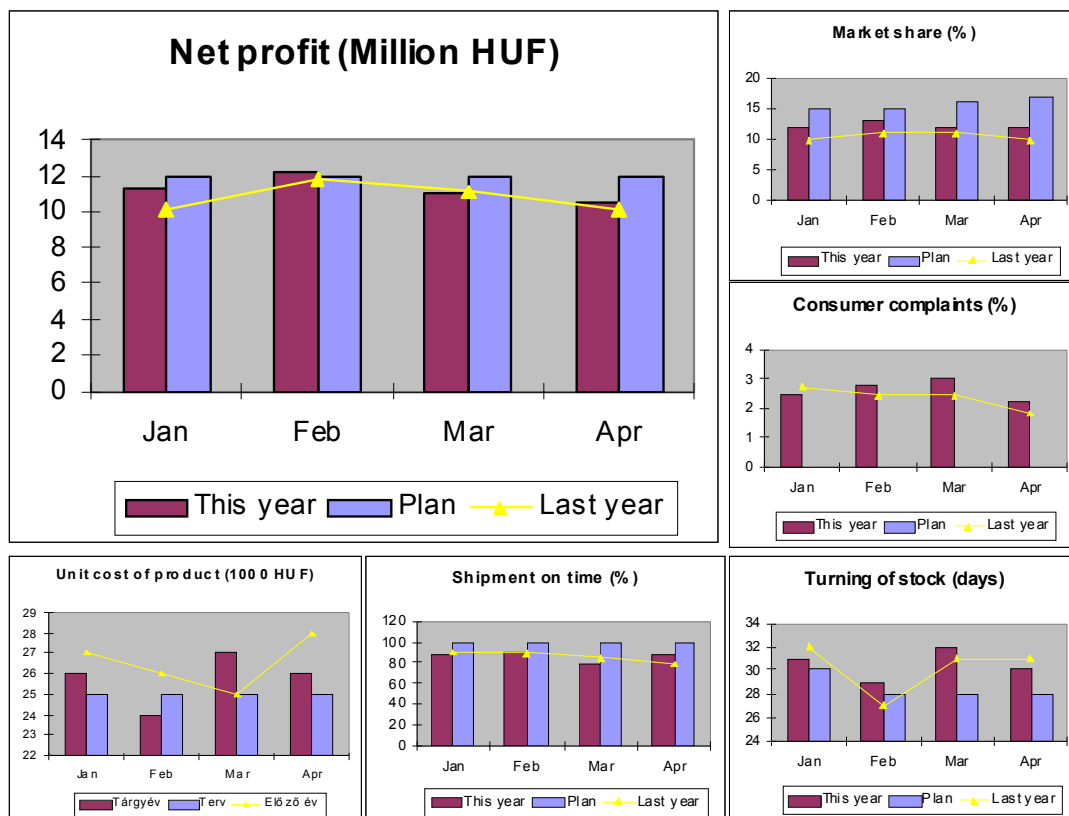 Net profit (Million HUF)
14
12
10
8
6
4
2
0
Jan Feb Mar Apr
This year Plan Last year
Market share (%)
20
15
10
5
0
Jan Feb Mar Apr
This year Plan Last year
Consumer complaints (%)
4
3
2
1
0
Jan Feb Mar Apr
This year Plan Last year
Unit cost of product (1000 HUF)
29
28
27
26
25
24
23
22
Jan Feb Mar Apr
Tárgyév Terv Előző év
Shipment on time (%)
120
100
80
60
40
20
0
Jan Feb Mar Apr
This year Plan Last year
Turning of stock (days)
34
32
30
28
26
24
Jan Feb Mar Apr
This year Plan Last year